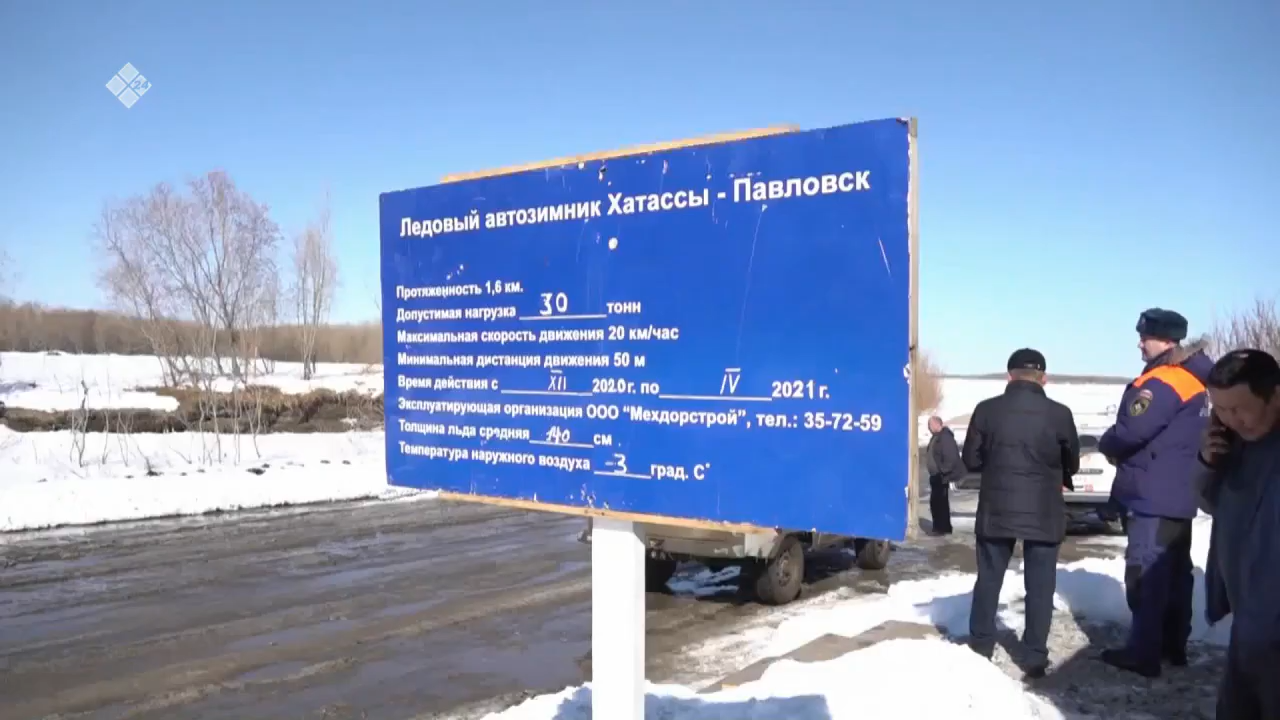 24
Ледовый автозимник Хатассы - Павловск
Протяженность 1,6 км.
Допустимая нагрузка 30 тонн
Максимальная скорость движения 20 км/час
Минимальная дистанция движения 50 м
Время действия с XII 2020 г. по IV 2021 г.
Эксплуатирующая организация ООО "Мехдорстрой", тел.: 35-72-59
Толщина льда средняя 140 см
Температура наружного воздуха -3 град. С°